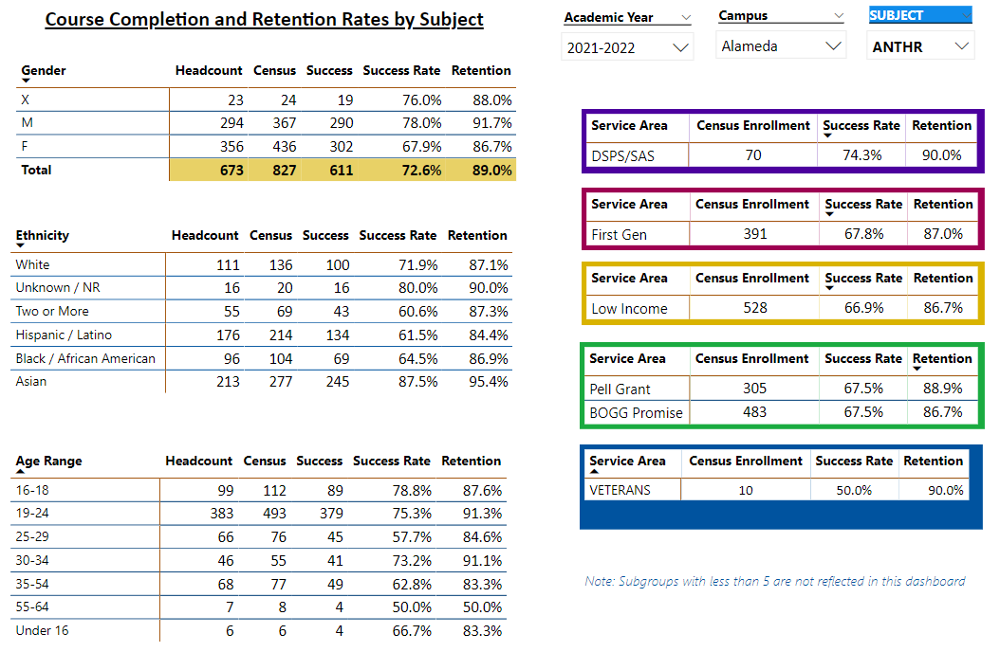 Course Completion and Retention Rates by Subject
Academic Year
2021-2022
Campus
Alameda
SUBJECT
ANTHR
Gender Headcount Census Success Success Rate Retention
X 23 24 19 76.0% 88.0%
M 294 367 290 78.0% 91.7%
F 356 436 302 67.9% 86.7%
Total 673 827 611 72.6% 89.0%
Ethnicity Headcount Census Success Success Rate Retention
White 111 136 100 71.9% 87.1%
Unknown / NR 16 20 16 80.0% 90.0%
Two or More 55 69 43 60.6% 87.3%
Hispanic / Latino 176 214 134 61.5% 84.4%
Black / African American 96 104 69 64.5% 86.9%
Asian 213 277 245 87.5% 95.4%
Age Range Headcount Census Success Success Rate Retention
16-18 99 112 89 78.8% 87.6%
19-24 383 493 379 75.3% 91.3%
25-29 66 76 45 57.7% 84.6%
30-34 46 55 41 73.2% 91.1%
35-54 68 77 49 62.8% 83.3%
55-64 7 8 4 50.0% 50.0%
Under 16 6 6 4 66.7% 83.3%
Service Area Census Enrollment Success Rate Retention
DSPS/SAS 70 74.3% 90.0%
Service Area Census Enrollment Success Rate Retention
First Gen 391 67.8% 87.0%
Service Area Census Enrollment Success Rate Retention
Low Income 528 66.9% 86.7%
Service Area Census Enrollment Success Rate Retention
Pell Grant 305 67.5% 88.9%
BOGG Promise 483 67.5% 86.7%
Service Area Census Enrollment Success Rate Retention
VETERANS 10 50.0% 90.0%
Note: Subgroups with less than 5 are not reflected in this dashboard